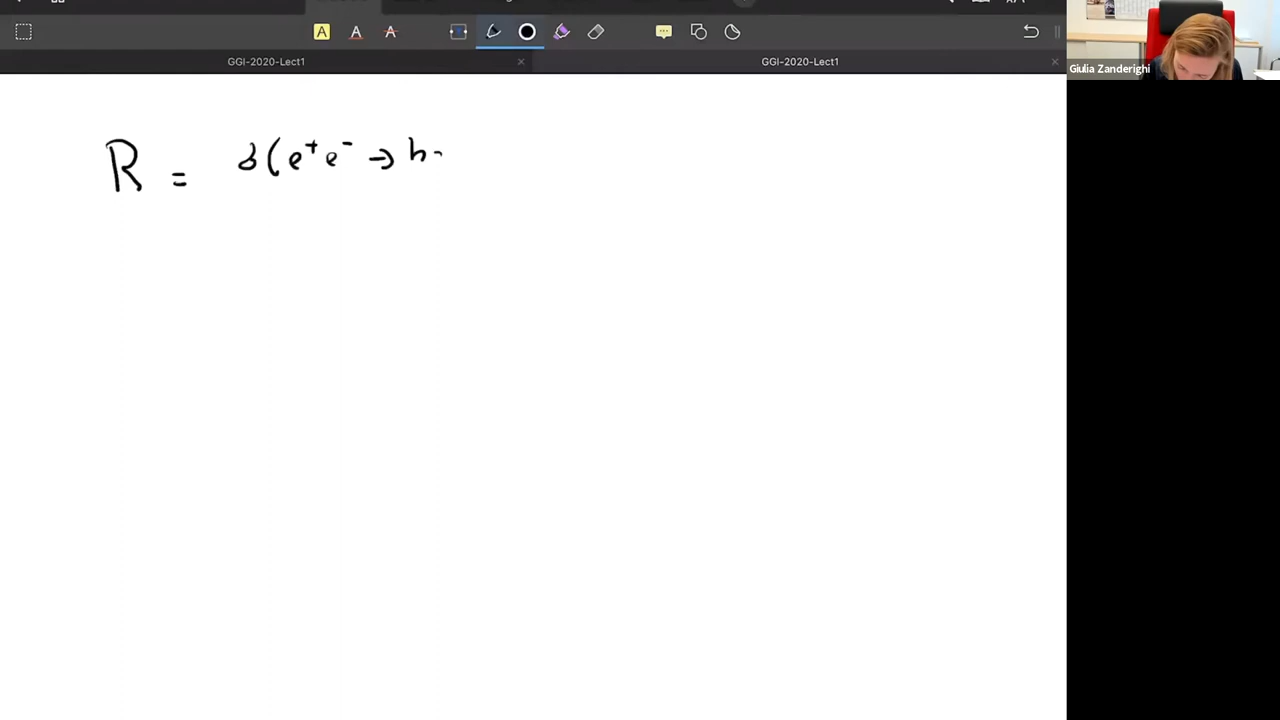 A A A
GGI-2020-Lect1
GGI-2020-Lect1
Giulia Zanderighi
R = σ(e⁺e⁻ → h